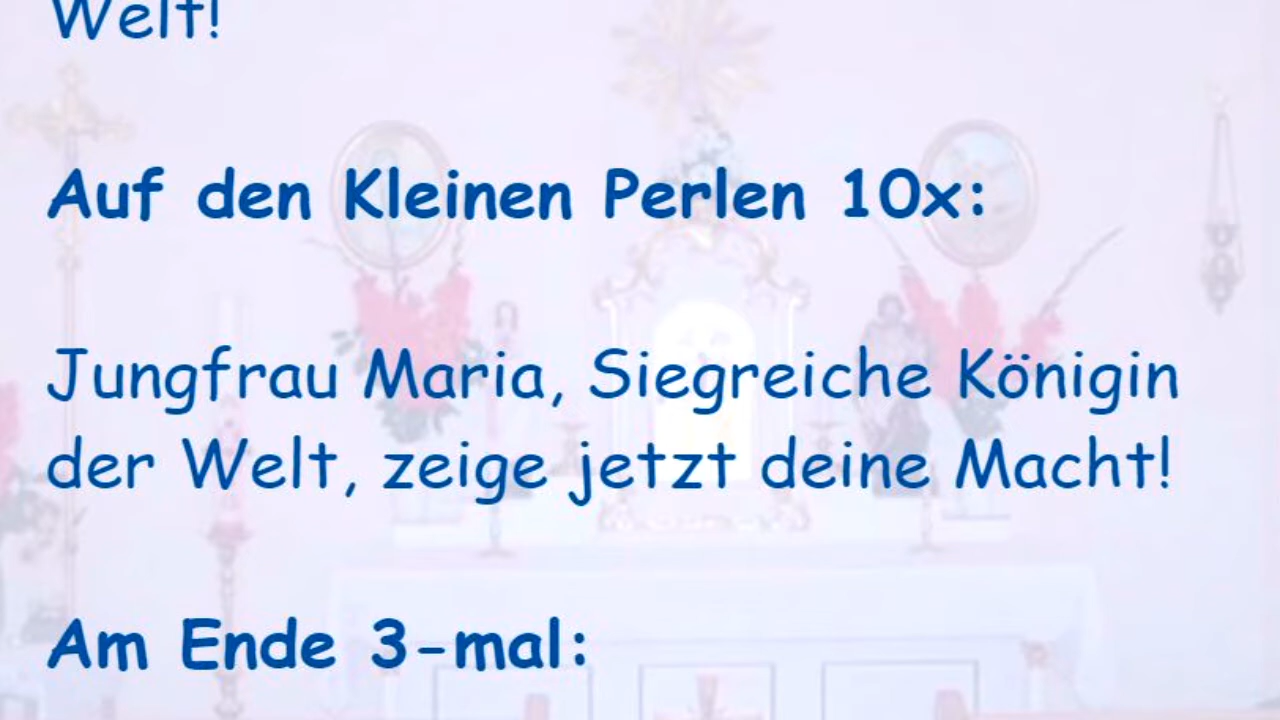 Welt!
Auf den Kleinen Perlen 10x:
Jungfrau Maria, Siegreiche Königin
der Welt, zeige jetzt deine Macht!
Am Ende 3-mal: